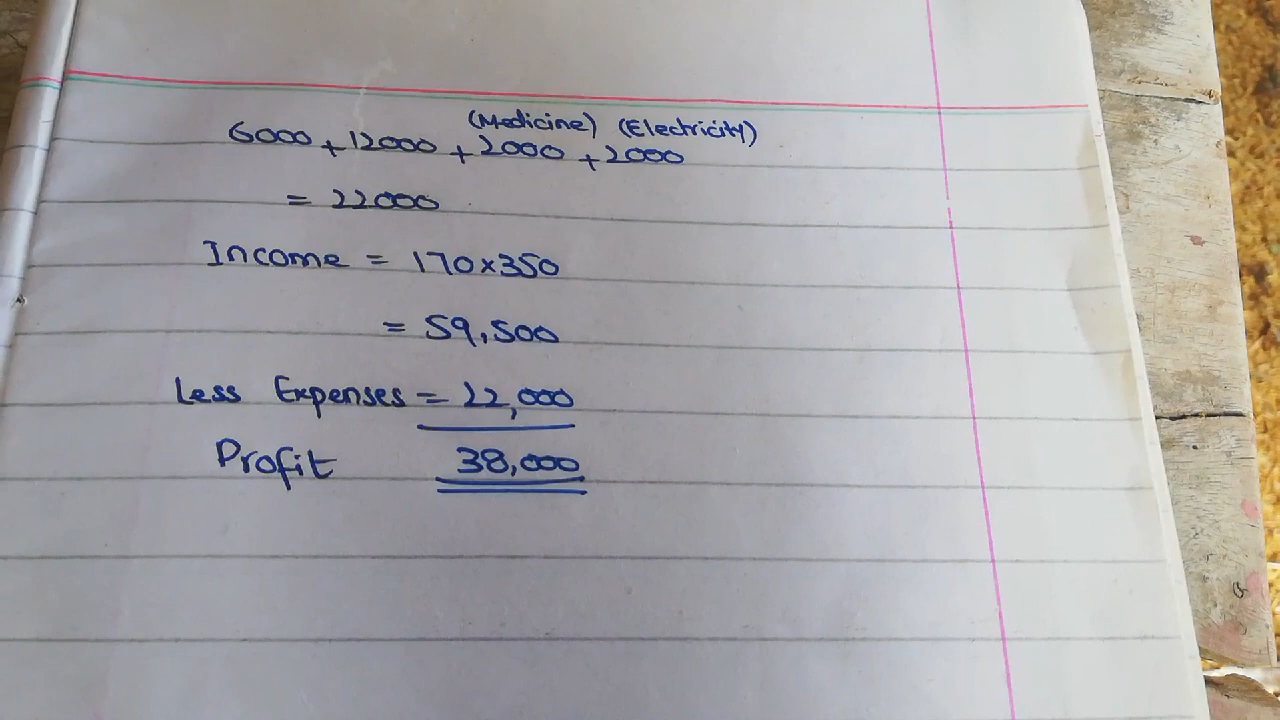 (Medicine) (Electricity)
6000 + 12000 + 2000 + 2000
= 22000
Income = 170x350
= 59,500
Less Expenses = 22,000
Profit 38,000